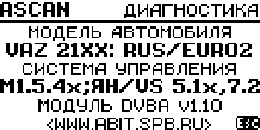 ASCAN ДИАГНОСТИКА
МОДЕЛЬ АВТОМОБИЛЯ
VAZ 21XX: RUS/EURO2
СИСТЕМА УПРАВЛЕНИЯ
M1.5.4x;ЯН/VS 5.1x,7.2
МОДУЛЬ DVBA V1.10
<WWW.ABIT.SPB.RU>